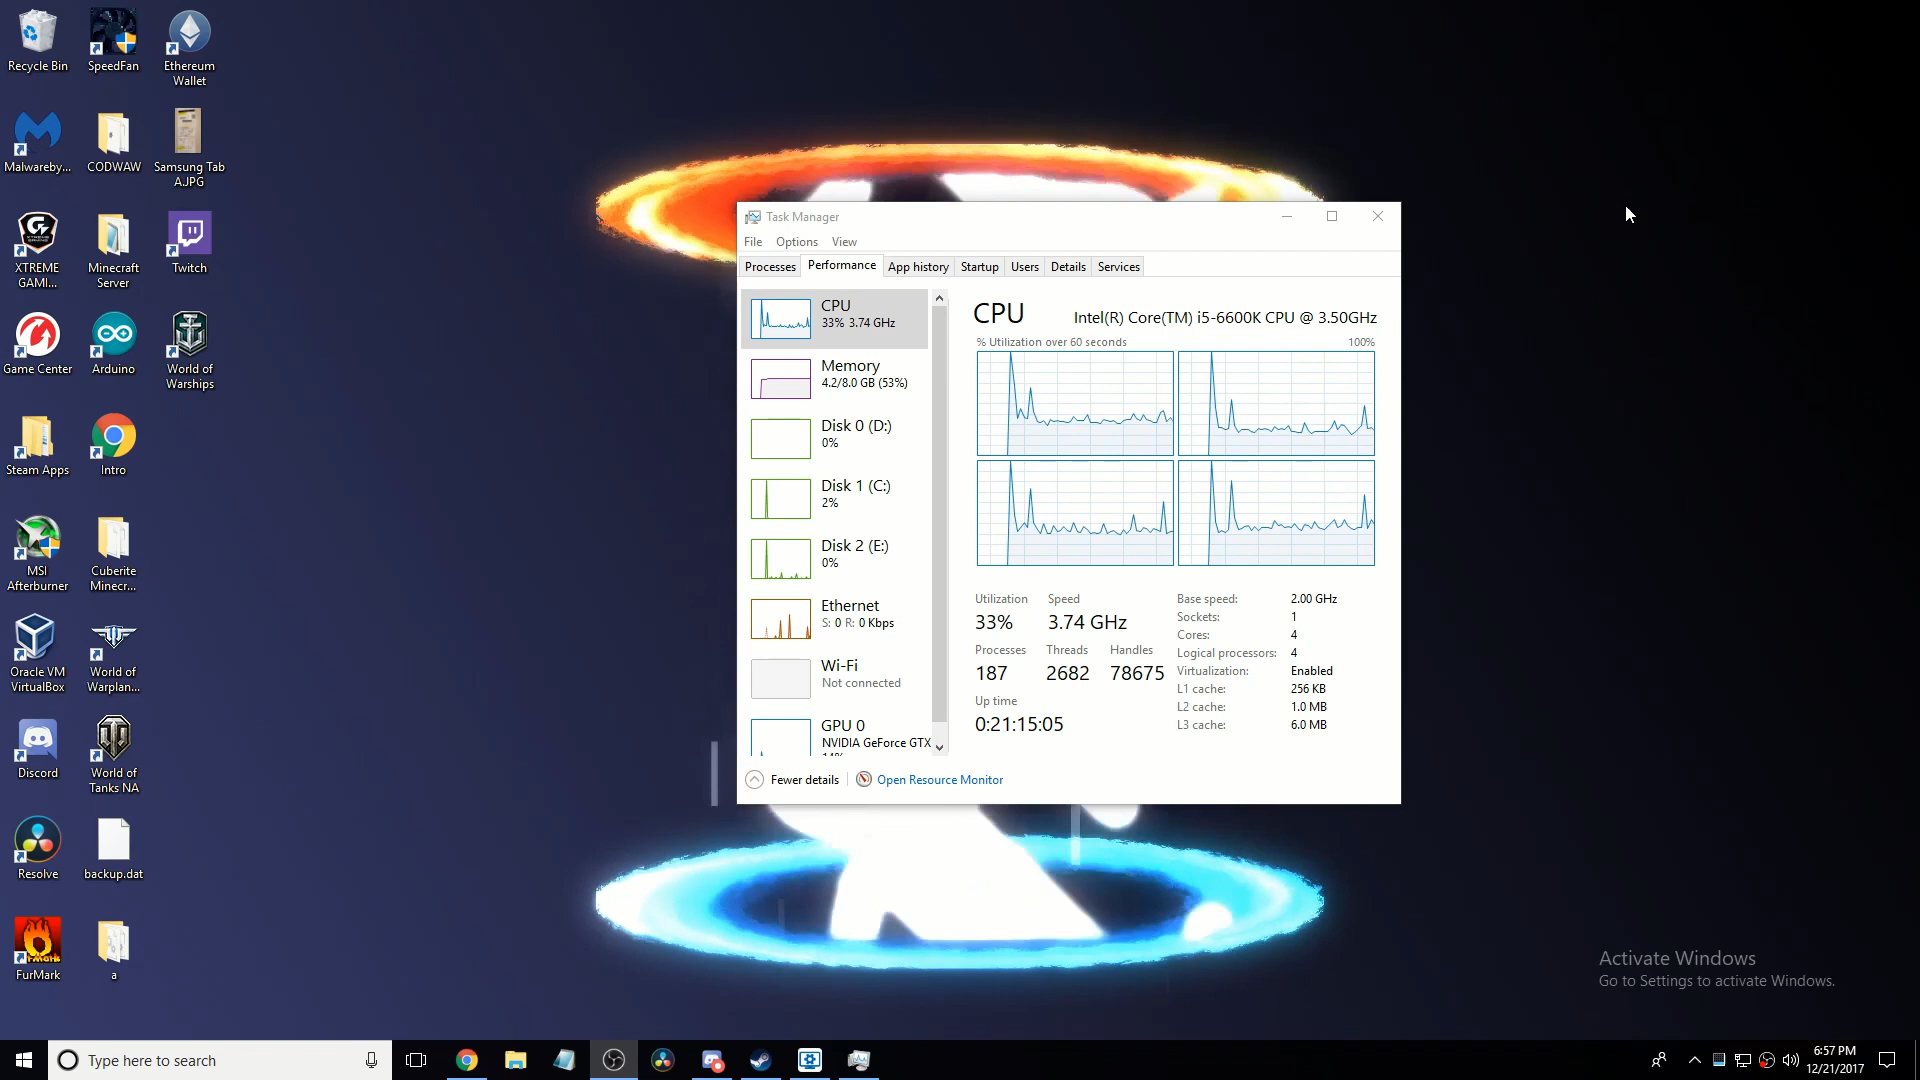 Recycle Bin
SpeedFan
Ethereum
Wallet
Malwareby...
CODWAW
Samsung Tab
A.JPG
XTREME
GAMI...
Minecraft
Server
Twitch
Game Center
Arduino
World of
Warships
Steam Apps
Intro
MSI
Afterburner
Cuberite
Minecr...
Oracle VM
VirtualBox
World of
Warplan...
Discord
World of
Tanks NA
Resolve
backup.dat
FurMark
a
Task Manager
File Options View
Processes Performance App history Startup Users Details Services
CPU
33% 3.74 GHz
Memory
4.2/8.0 GB (53%)
Disk 0 (D:)
0%
Disk 1 (C:)
2%
Disk 2 (E:)
0%
Ethernet
S: 0 R: 0 Kbps
Wi-Fi
Not connected
GPU 0
NVIDIA GeForce GTX
14%
CPU Intel(R) Core(TM) i5-6600K CPU @ 3.50GHz
% Utilization over 60 seconds 100%
Utilization Speed
33% 3.74 GHz
Processes Threads Handles
187 2682 78675
Up time
0:21:15:05
Base speed: 2.00 GHz
Sockets: 1
Cores: 4
Logical processors: 4
Virtualization: Enabled
L1 cache: 256 KB
L2 cache: 1.0 MB
L3 cache: 6.0 MB
Fewer details Open Resource Monitor
Activate Windows
Go to Settings to activate Windows.
Type here to search
6:57 PM
12/21/2017